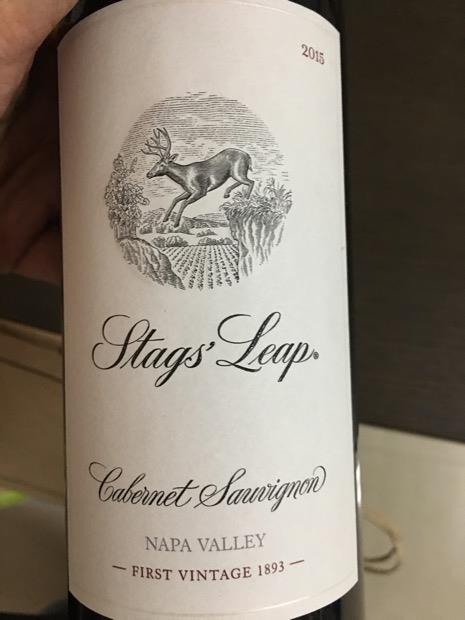 2015
Stags' Leap®
Cabernet Sauvignon
NAPA VALLEY
— FIRST VINTAGE 1893 —